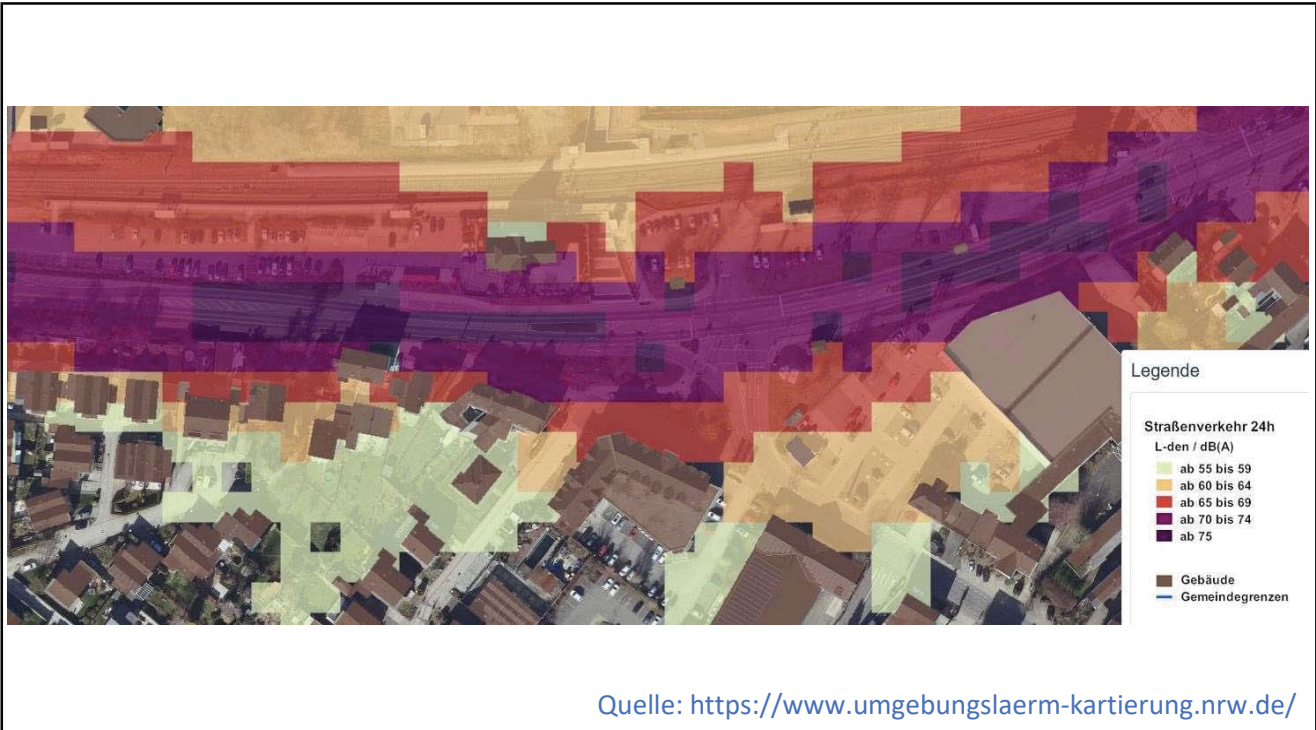 Legende
Straßenverkehr 24h
L-den / dB(A)
ab 55 bis 59
ab 60 bis 64
ab 65 bis 69
ab 70 bis 74
ab 75
Gebäude
Gemeindegrenzen
Quelle: https://www.umgebungslaerm-kartierung.nrw.de/